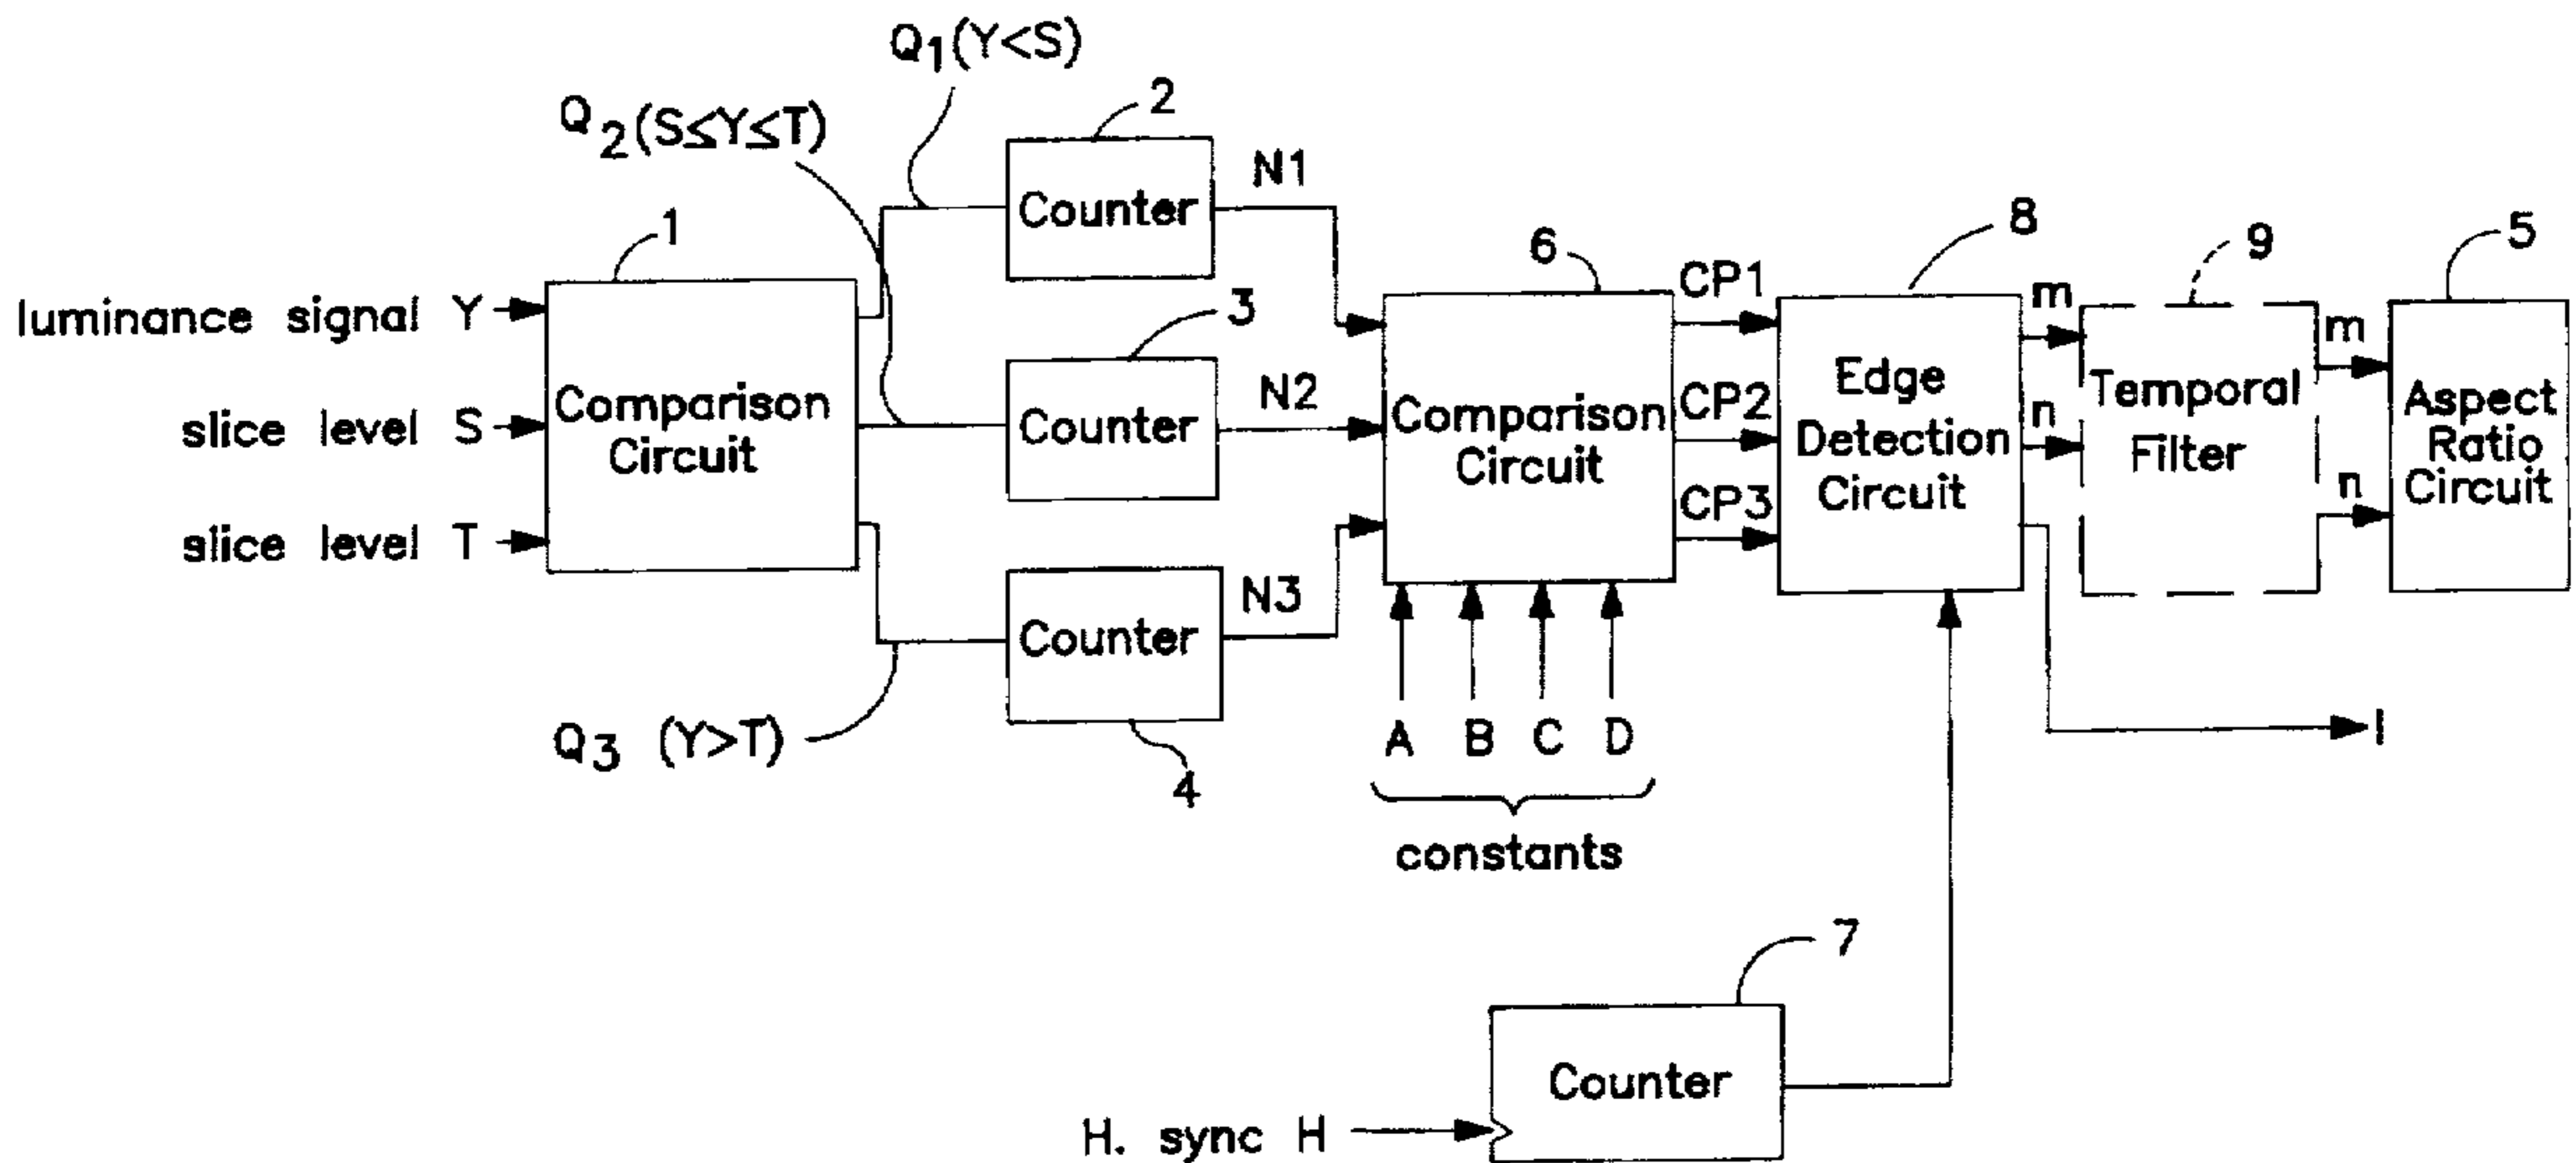 Q1(Y<S)
Q2(S≤Y≤T)
2
Counter
N1
1
luminance signal Y
slice level S
slice level T
Comparison
Circuit
3
Counter
N2
Counter
N3
4
Q3 (Y>T)
6
Comparison
Circuit
A B C D
constants
CP1
CP2
CP3
8
Edge
Detection
Circuit
m
n
9
Temporal
Filter
m
n
5
Aspect
Ratio
Circuit
l
7
Counter
H. sync H